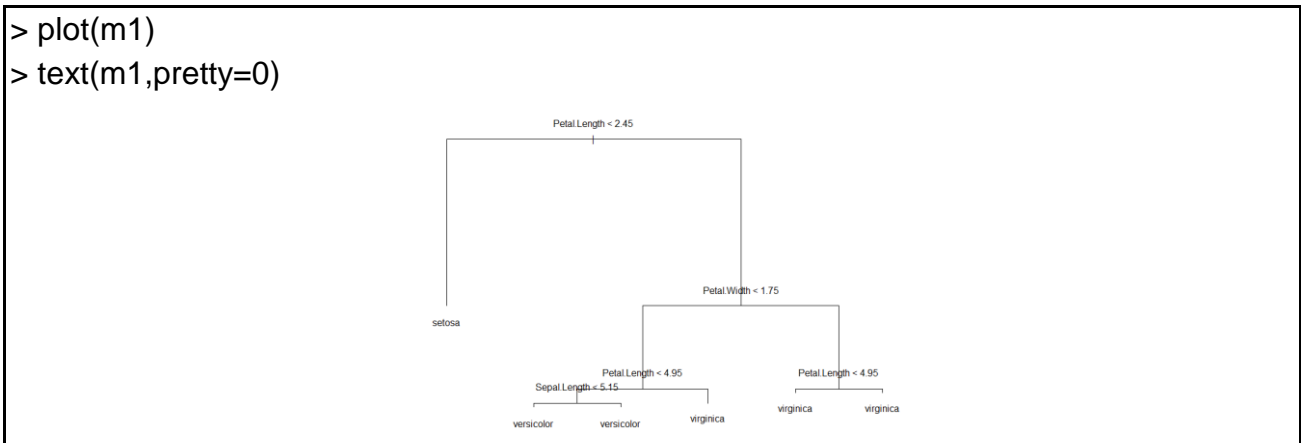 > plot(m1)
> text(m1,pretty=0)
Petal.Length < 2.45
Petal.Width < 1.75
setosa
Petal.Length < 4.95 Petal.Length < 4.95
Sepal.Length < 5.15
virginica virginica
versicolor versicolor virginica